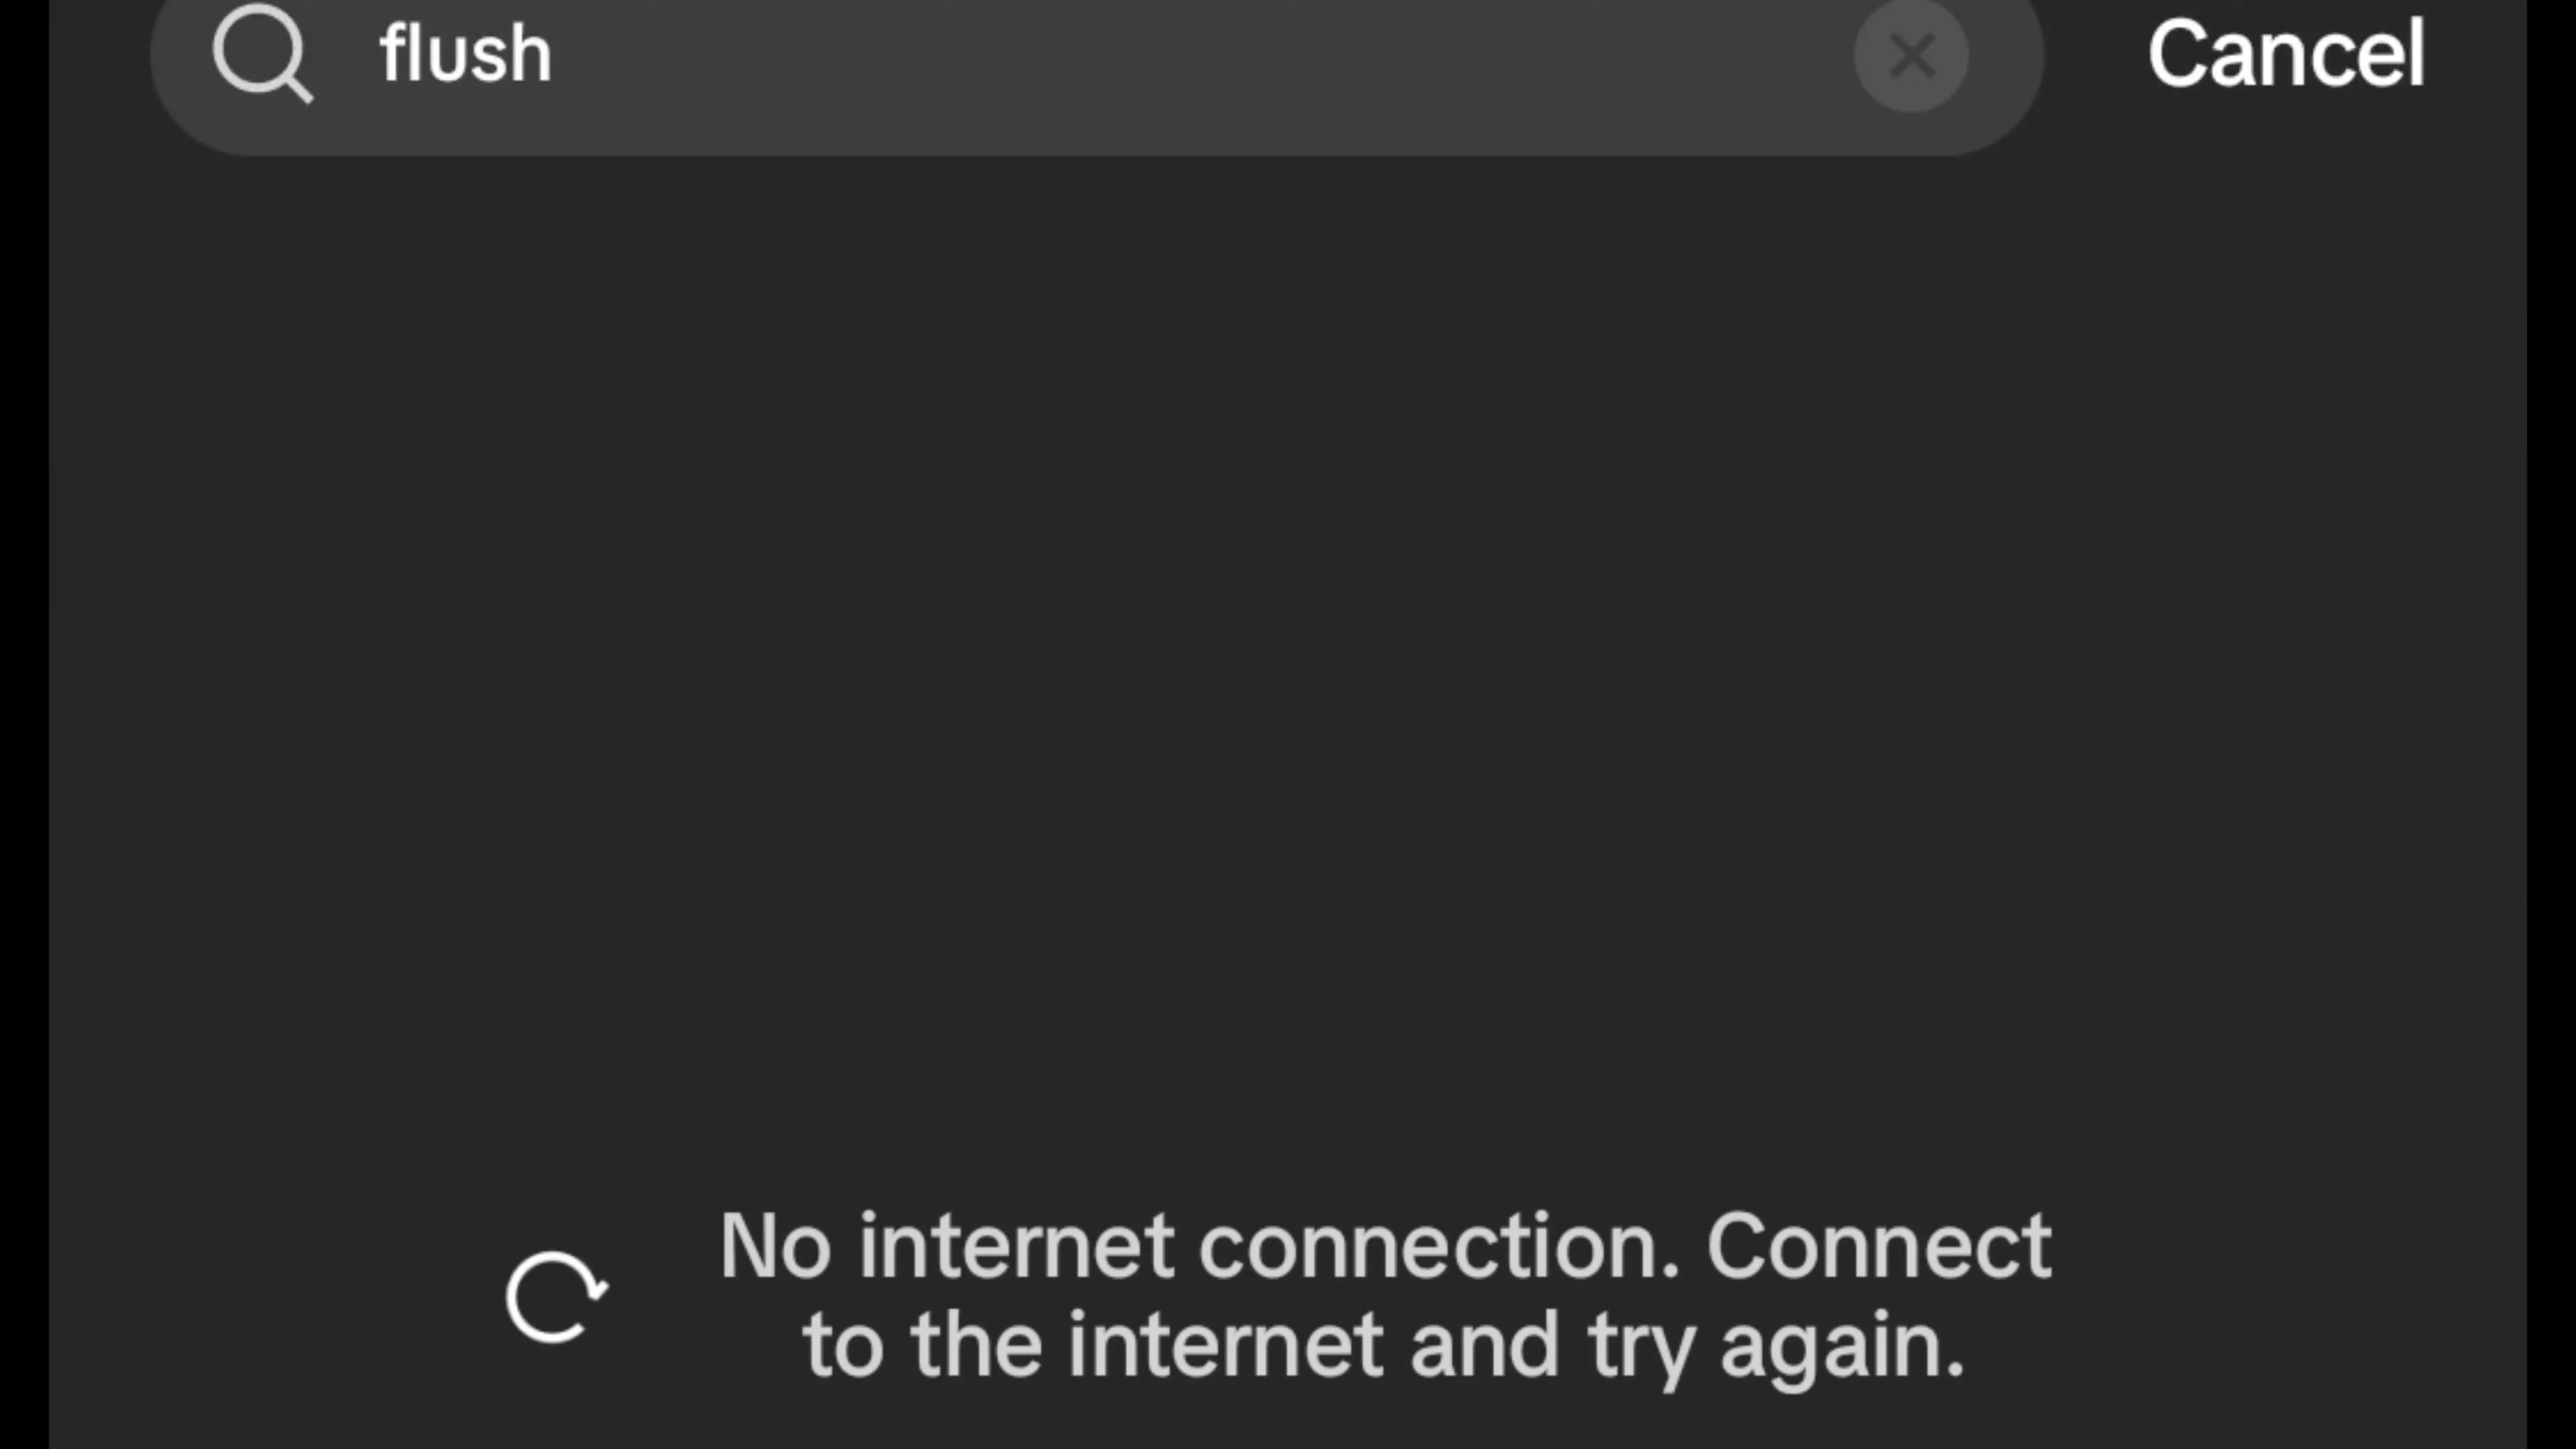 flush
Cancel
No internet connection. Connect
to the internet and try again.